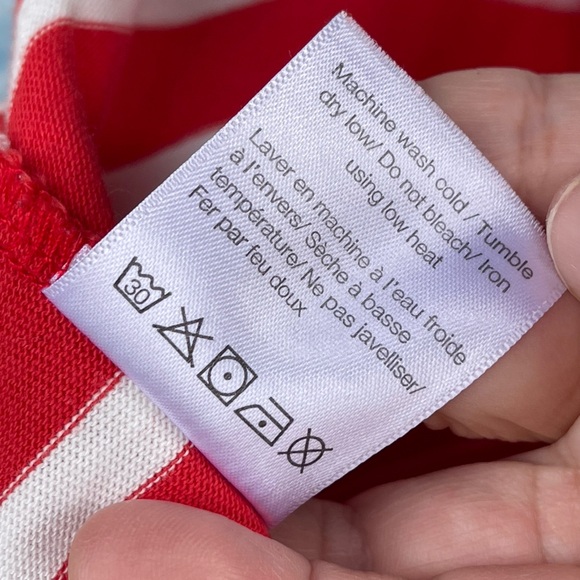 Machine wash cold / Tumble
dry low/ Do not bleach/ Iron
using low heat
Laver en machine à l'eau froide
à l'envers/ Sèche à basse
température/ Ne pas javelliser/
Fer par feu doux
30